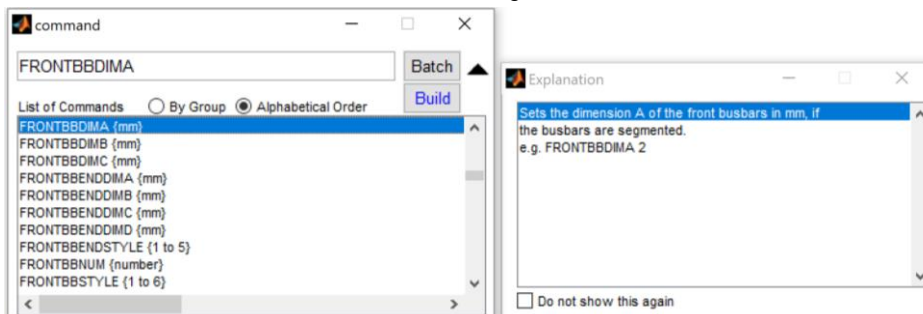 command
FRONTBBDIMA
Batch
List of Commands By Group Alphabetical Order
Build
FRONTBBDIMA {mm}
FRONTBBDIMB {mm}
FRONTBBDIMC {mm}
FRONTBBENDDIMA {mm}
FRONTBBENDDIMB {mm}
FRONTBBENDDIMC {mm}
FRONTBBENDDIMD {mm}
FRONTBBENDSTYLE {1 to 5}
FRONTBBNUM {number}
FRONTBBSTYLE {1 to 6}
Explanation
Sets the dimension A of the front busbars in mm, if
the busbars are segmented.
e.g. FRONTBBDIMA 2
Do not show this again